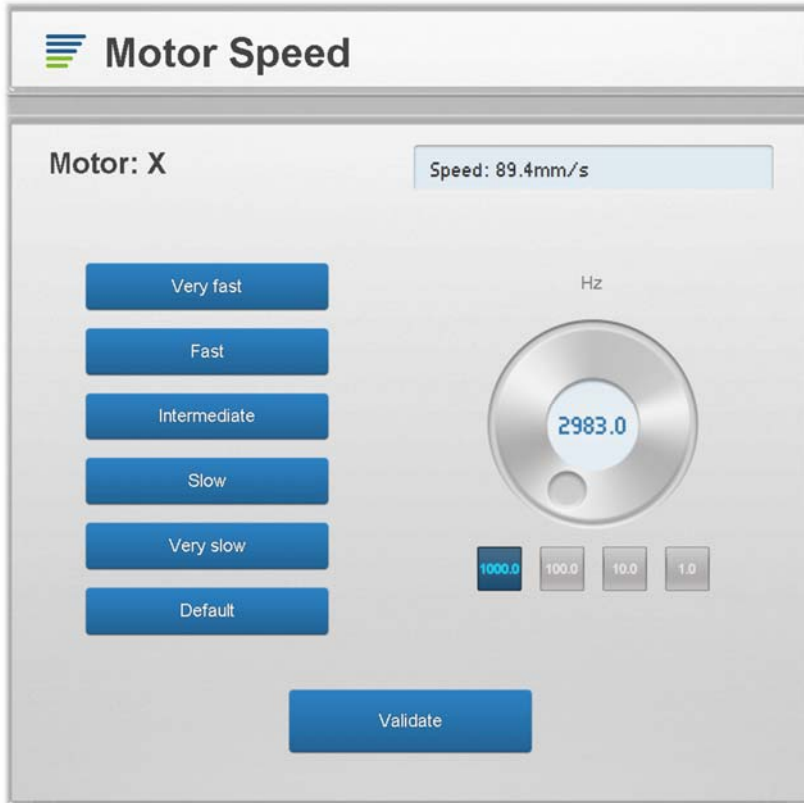 Motor Speed
Motor: X
Speed: 89.4mm/s
Very fast
Fast
Intermediate
Slow
Very slow
Default
Hz
2983.0
1000.0 100.0 10.0 1.0
Validate